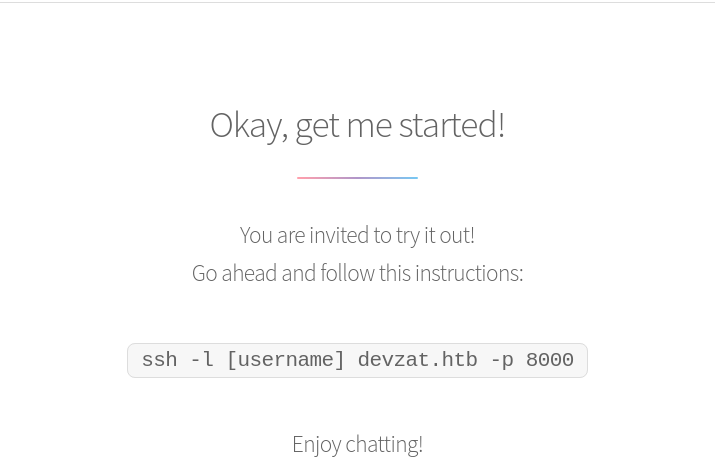 Okay, get me started!
You are invited to try it out!
Go ahead and follow this instructions:
ssh -l [username] devzat.htb -p 8000
Enjoy chatting!